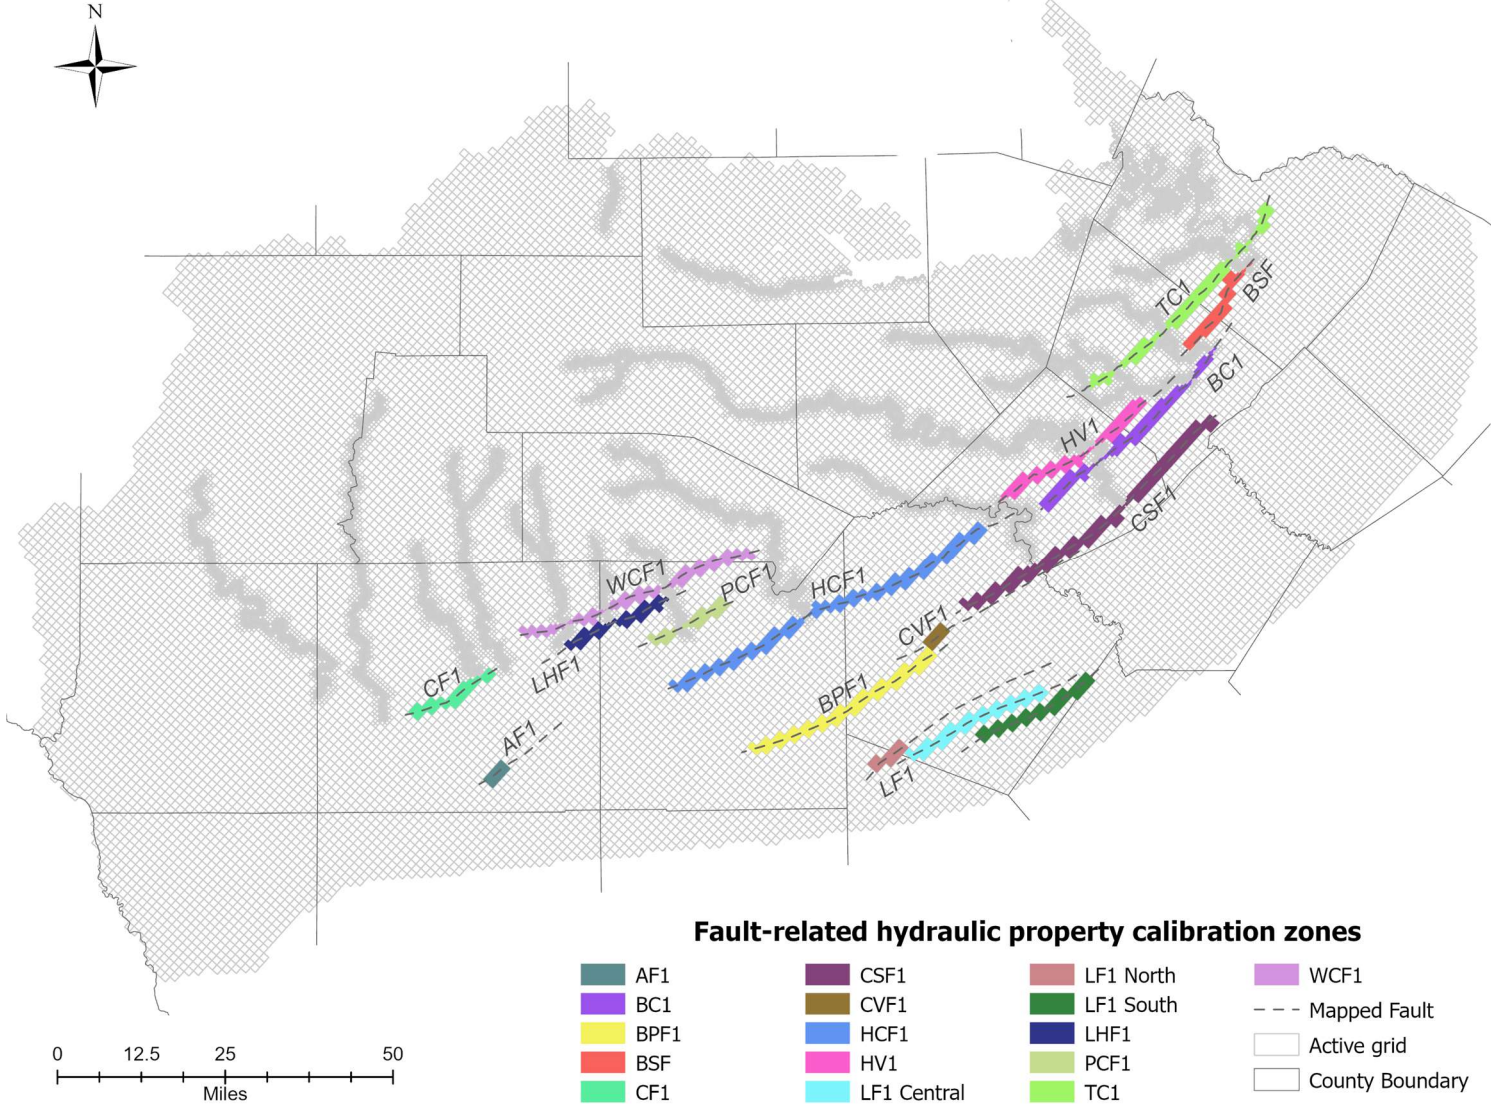 N
TC1
BSF
BC1
HV1
CSF1
WCF1
PCF1
HCF1
CVF1
LHF1
CF1
BPF1
AF1
LF1
Fault-related hydraulic property calibration zones
AF1
BC1
BPF1
BSF
CF1
CSF1
CVF1
HCF1
HV1
LF1 Central
LF1 North
LF1 South
LHF1
PCF1
TC1
WCF1
Mapped Fault
Active grid
County Boundary
0 12.5 25 50
Miles